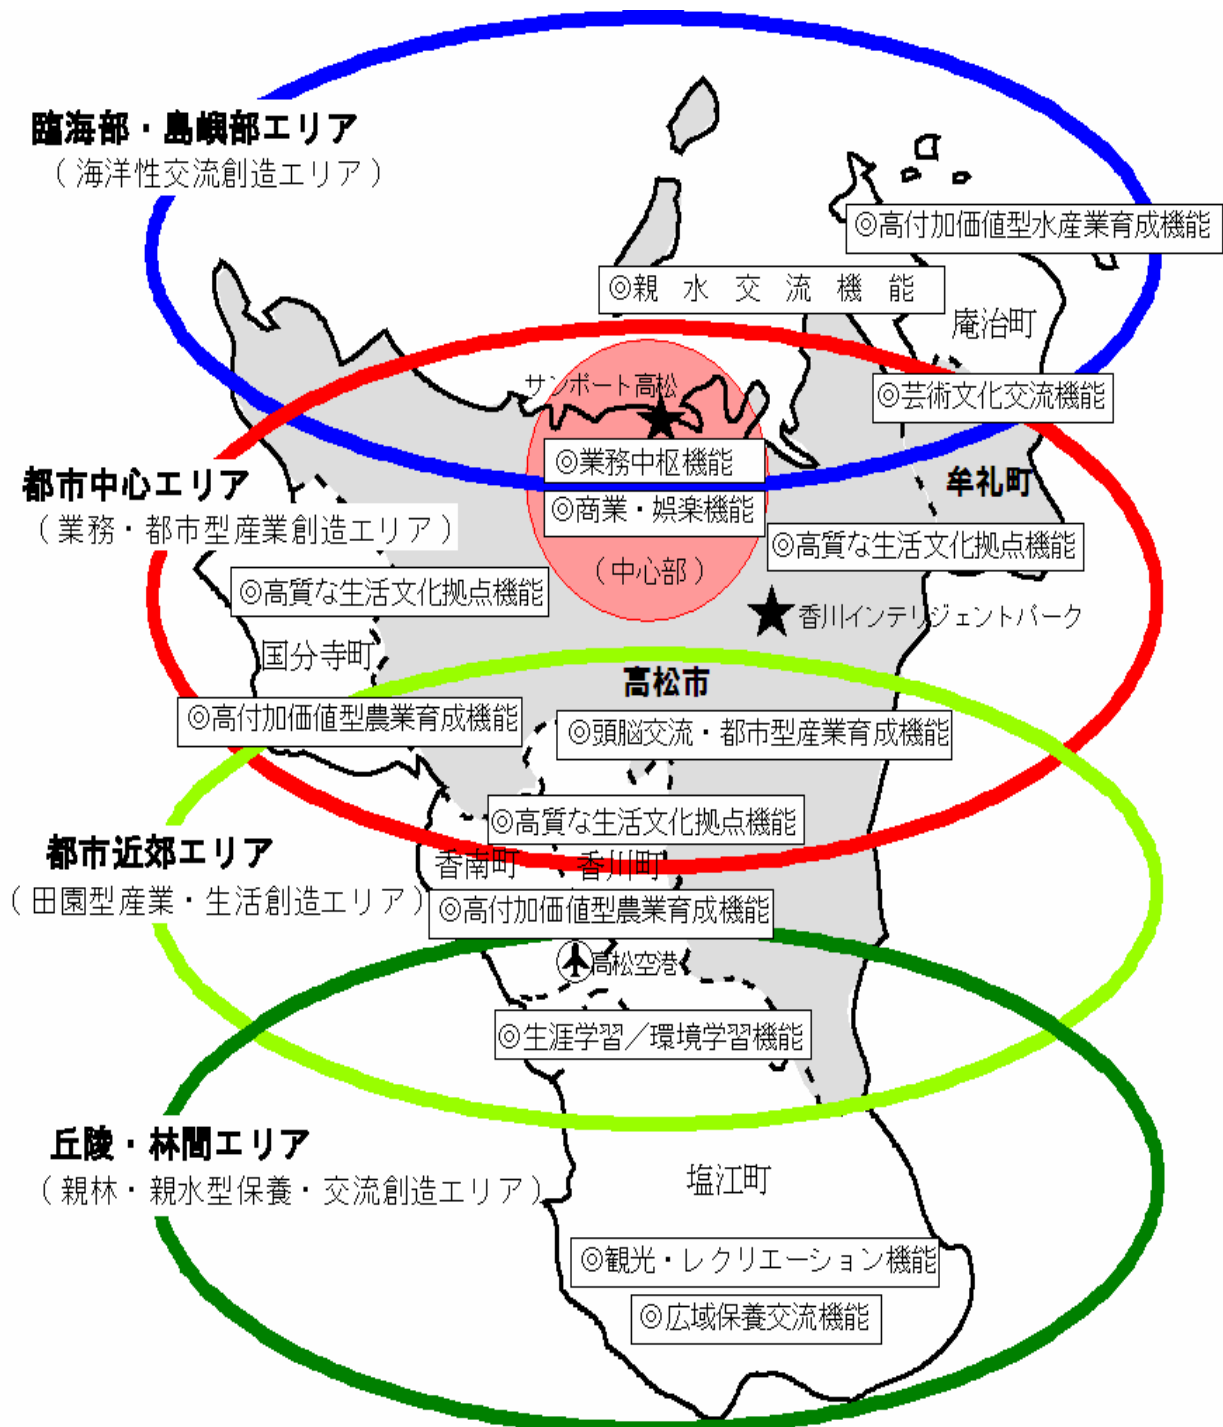 臨海部・島嶼部エリア
（海洋性交流創造エリア）
◎高付加価値型水産業育成機能
◎親水交流機能
庵治町
サンポート高松
◎芸術文化交流機能
◎業務中枢機能
都市中心エリア
牟礼町
◎商業・娯楽機能
（業務・都市型産業創造エリア）
◎高質な生活文化拠点機能
（中心部）
◎高質な生活文化拠点機能
香川インテリジェントパーク
国分寺町
高松市
◎高付加価値型農業育成機能
◎頭脳交流・都市型産業育成機能
◎高質な生活文化拠点機能
都市近郊エリア
香南町
香川町
（田園型産業・生活創造エリア）
◎高付加価値型農業育成機能
高松空港
◎生涯学習／環境学習機能
丘陵・林間エリア
塩江町
（親林・親水型保養・交流創造エリア）
◎観光・レクリエーション機能
◎広域保養交流機能